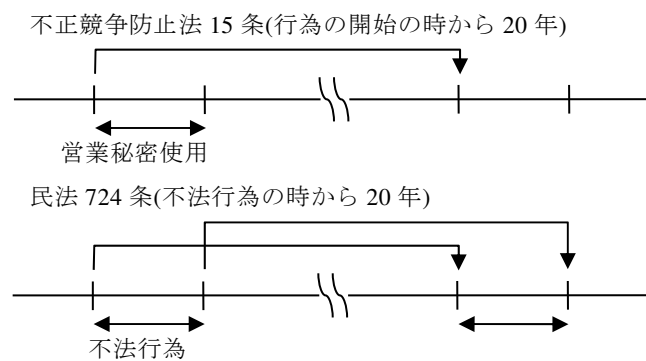 不正競争防止法 15 条(行為の開始の時から 20 年)
営業秘密使用
民法 724 条(不法行為の時から 20 年)
不法行為